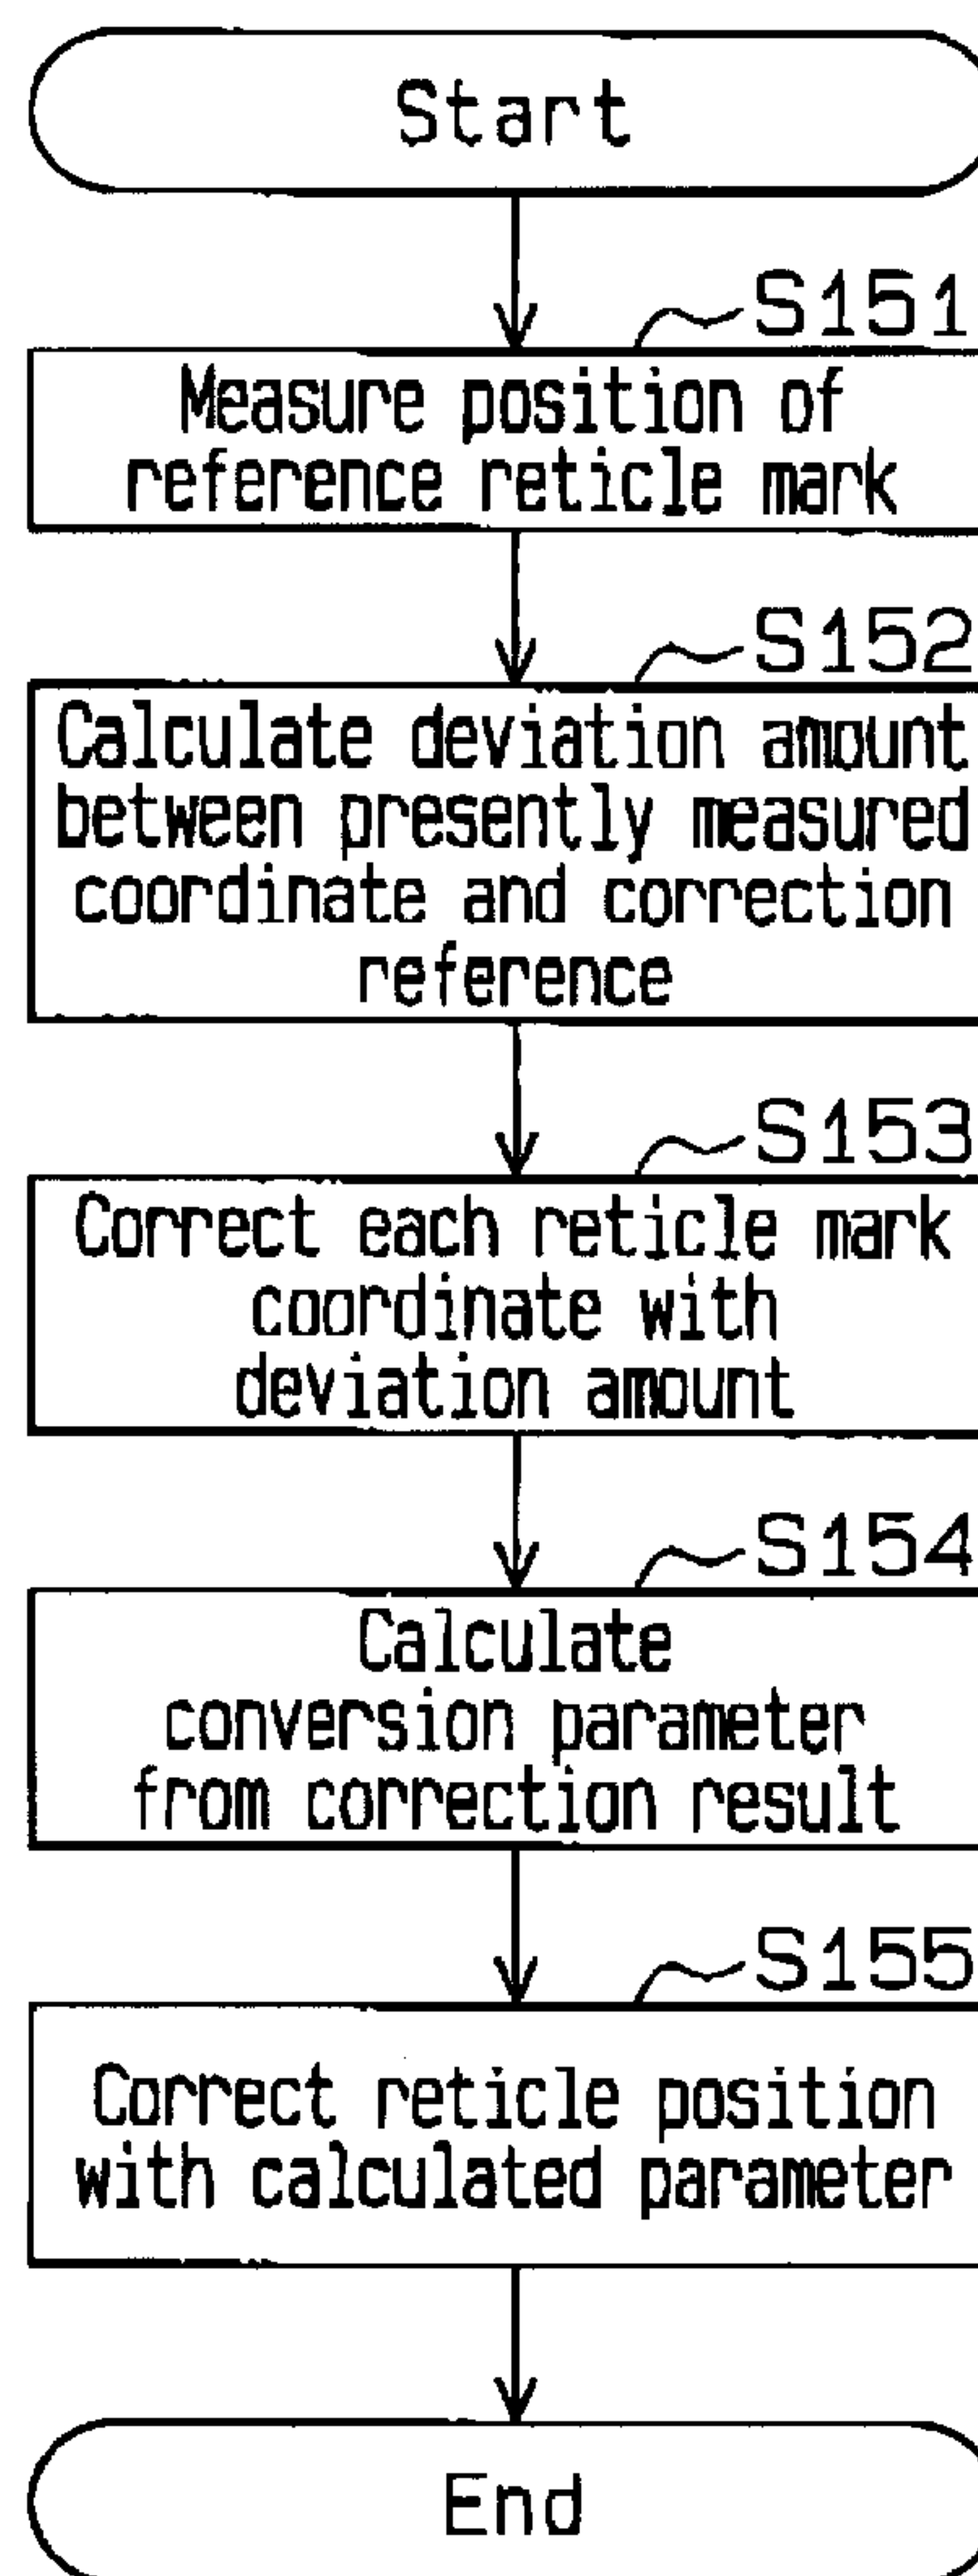 Start
S151
Measure position of
reference reticle mark
S152
Calculate deviation amount
between presently measured
coordinate and correction
reference
S153
Correct each reticle mark
coordinate with
deviation amount
S154
Calculate
conversion parameter
from correction result
S155
Correct reticle position
with calculated parameter
End